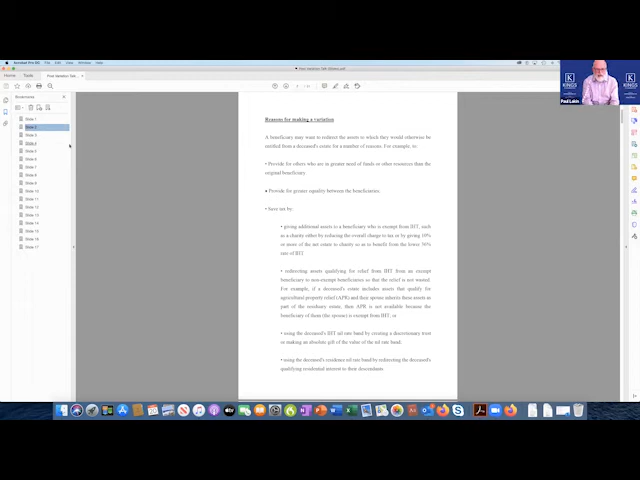 Acrobat Pro DC File Edit View Window Help
Home Tools
Bookmarks
Slide 1
Slide 2
Slide 3
Slide 4
Slide 5
Slide 6
Slide 7
Slide 8
Slide 9
Slide 10
Slide 11
Slide 12
Slide 13
Slide 14
Slide 15
Slide 16
Slide 17
Reasons for making a variation
A beneficiary may want to redirect the assets to which they would otherwise be
entitled from a deceased's estate for a number of reasons. For example, to:
• Provide for others who are in greater need of funds or other resources than the
original beneficiary.
• Provide for greater equality between the beneficiaries.
• Save tax by:
• giving additional assets to a beneficiary who is exempt from IHT, such
as a charity either by reducing the overall charge to tax or by giving 10%
or more of the net estate to charity so as to benefit from the lower 36%
rate of IHT
• redirecting assets qualifying for relief from IHT from an exempt
beneficiary to non-exempt beneficiaries so that the relief is not wasted.
For example, if a deceased's estate includes assets that qualify for
agricultural property relief (APR) and their spouse inherits these assets as
part of the residuary estate, then APR is not available because the
beneficiary of them (the spouse) is exempt from IHT; or
• using the deceased's IHT nil rate band by creating a discretionary trust
or making an absolute gift of the value of the nil rate band;
• using the deceased's residence nil rate band by redirecting the deceased's
qualifying residential interest to their descendants.
K
KINGS
K
KINGS
Paul Lakin